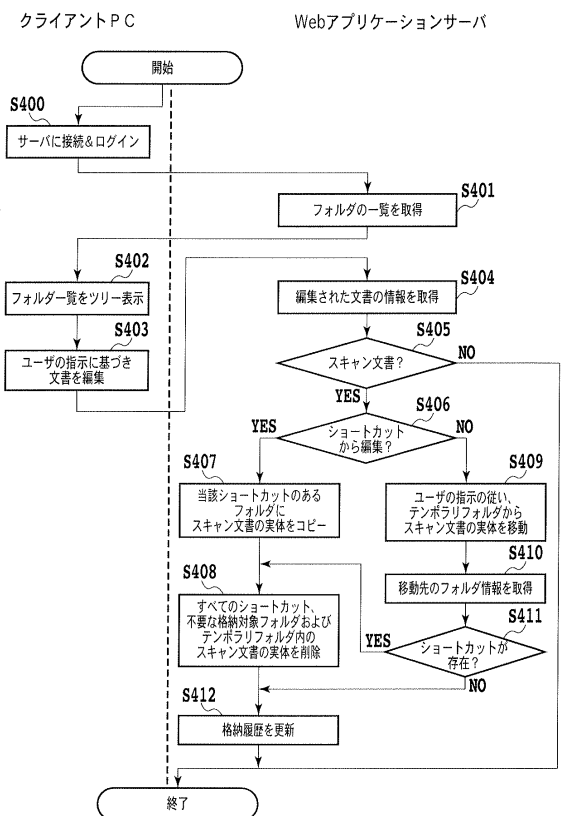 クライアントPC
Webアプリケーションサーバ
開始
S400
サーバに接続&ログイン
S401
フォルダの一覧を取得
S402
フォルダ一覧をツリー表示
S403
ユーザの指示に基づき
文書を編集
S404
編集された文書の情報を取得
S405
スキャン文書?
NO
YES
S406
ショートカット
から編集?
YES
NO
S407
当該ショートカットのある
フォルダに
スキャン文書の実体をコピー
S409
ユーザの指示の従い、
テンポラリフォルダから
スキャン文書の実体を移動
S410
移動先のフォルダ情報を取得
S408
すべてのショートカット、
不要な格納対象フォルダおよび
テンポラリフォルダ内の
スキャン文書の実体を削除
S411
ショートカットが
存在?
YES
NO
S412
格納履歴を更新
終了